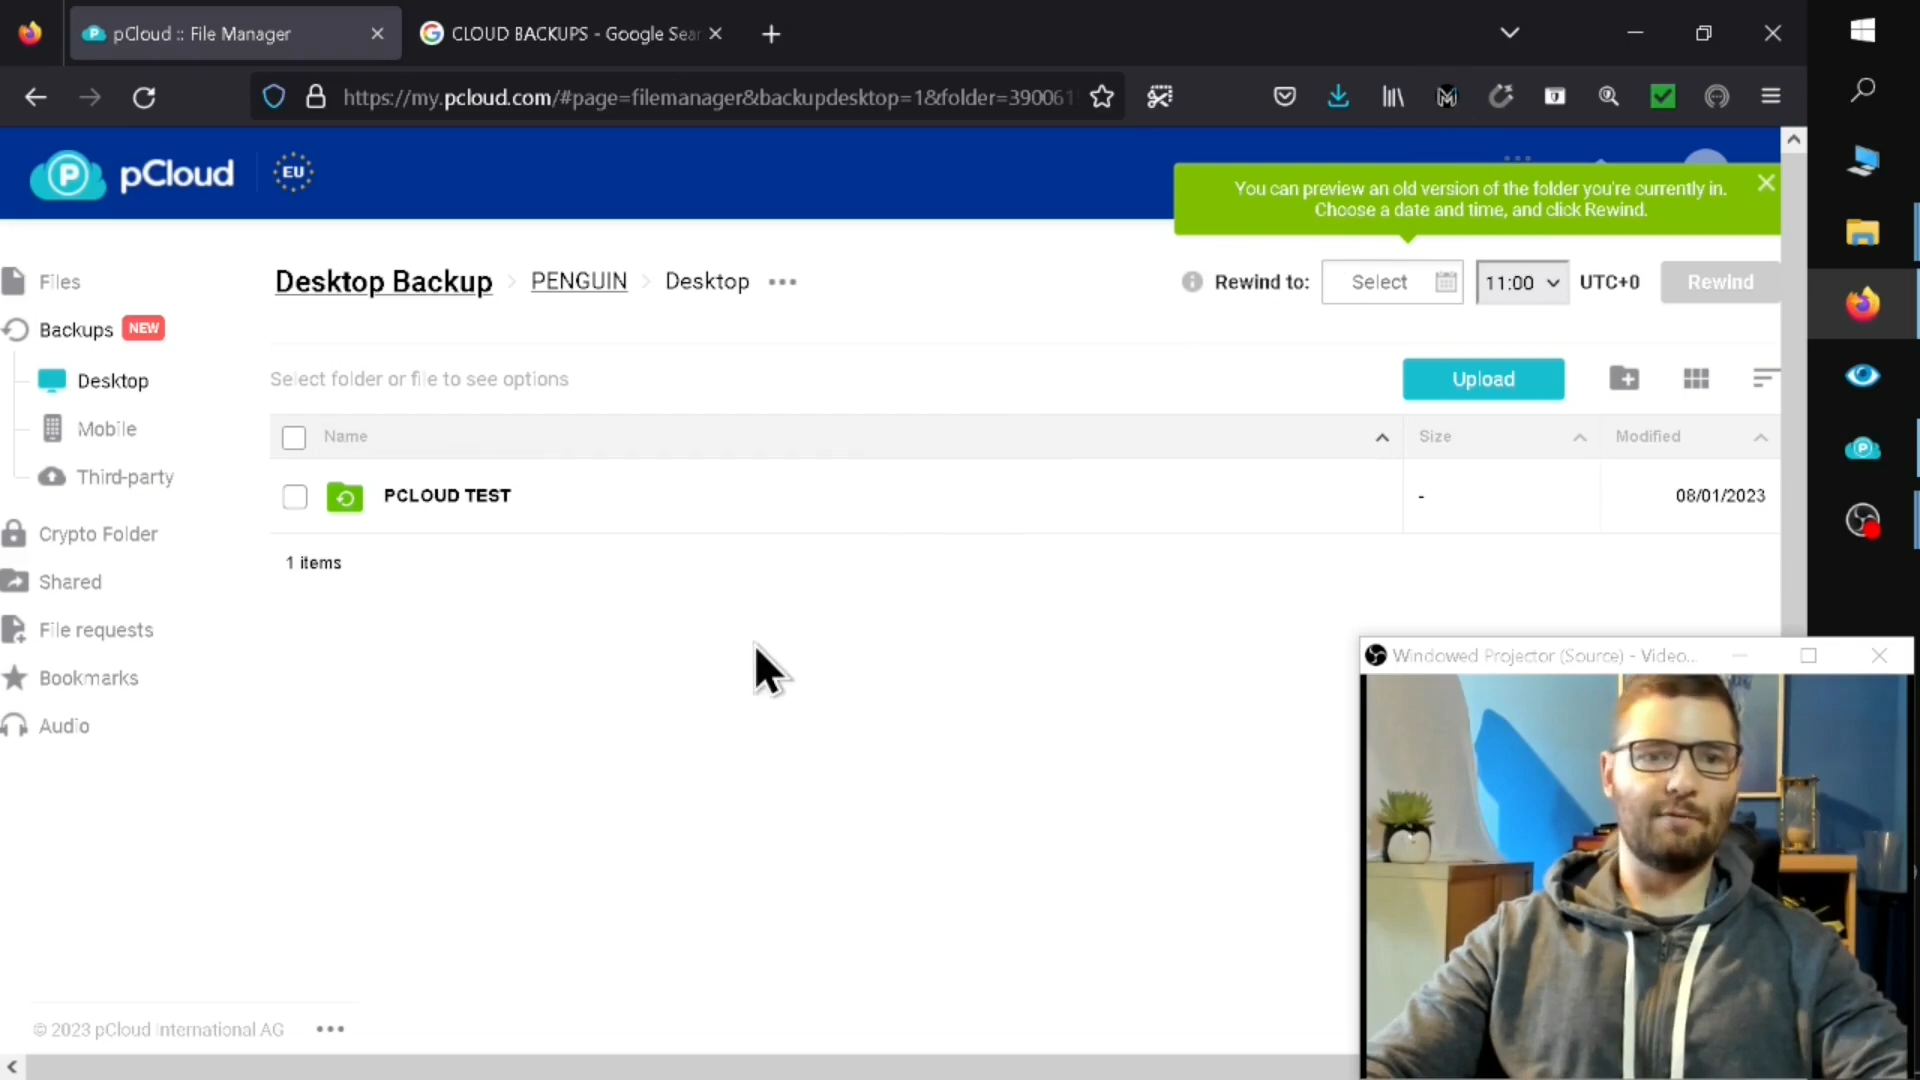 pCloud :: File Manager
CLOUD BACKUPS - Google Sear
https://my.pcloud.com/#page=filemanager&backupdesktop=1&folder=39006
P pCloud EU
You can preview an old version of the folder you're currently in.
Choose a date and time, and click Rewind.
Files
Desktop Backup PENGUIN Desktop
Rewind to: Select 11:00 UTC+0 Rewind
Backups NEW
Desktop
Select folder or file to see options
Upload
Mobile
Name Size Modified
Third-party
PCLOUD TEST - 08/01/2023
Crypto Folder
1 items
Shared
File requests
Bookmarks
Audio
Windowed Projector (Source) - Video...
© 2023 pCloud International AG